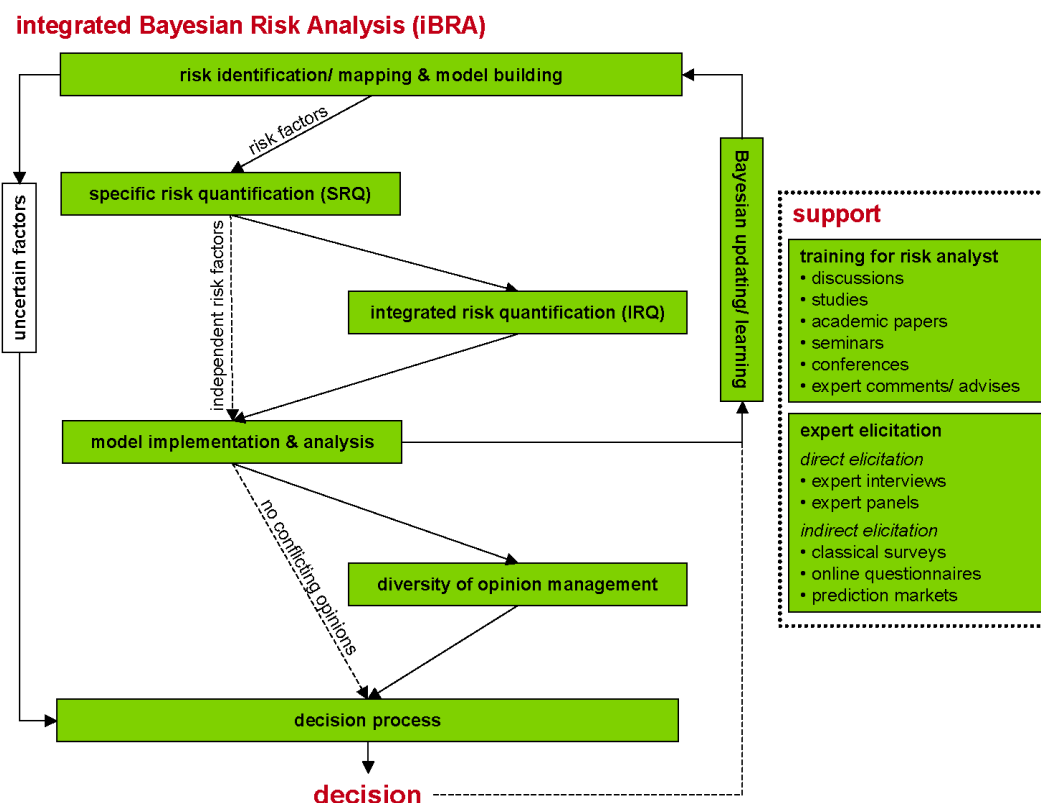 integrated Bayesian Risk Analysis (iBRA)
risk identification/ mapping & model building
risk factors
specific risk quantification (SRQ)
uncertain factors
independent risk factors
integrated risk quantification (IRQ)
Bayesian updating/ learning
model implementation & analysis
no conflicting opinions
diversity of opinion management
decision process
decision
support
training for risk analyst
• discussions
• studies
• academic papers
• seminars
• conferences
• expert comments/ advises
expert elicitation
direct elicitation
• expert interviews
• expert panels
indirect elicitation
• classical surveys
• online questionnaires
• prediction markets